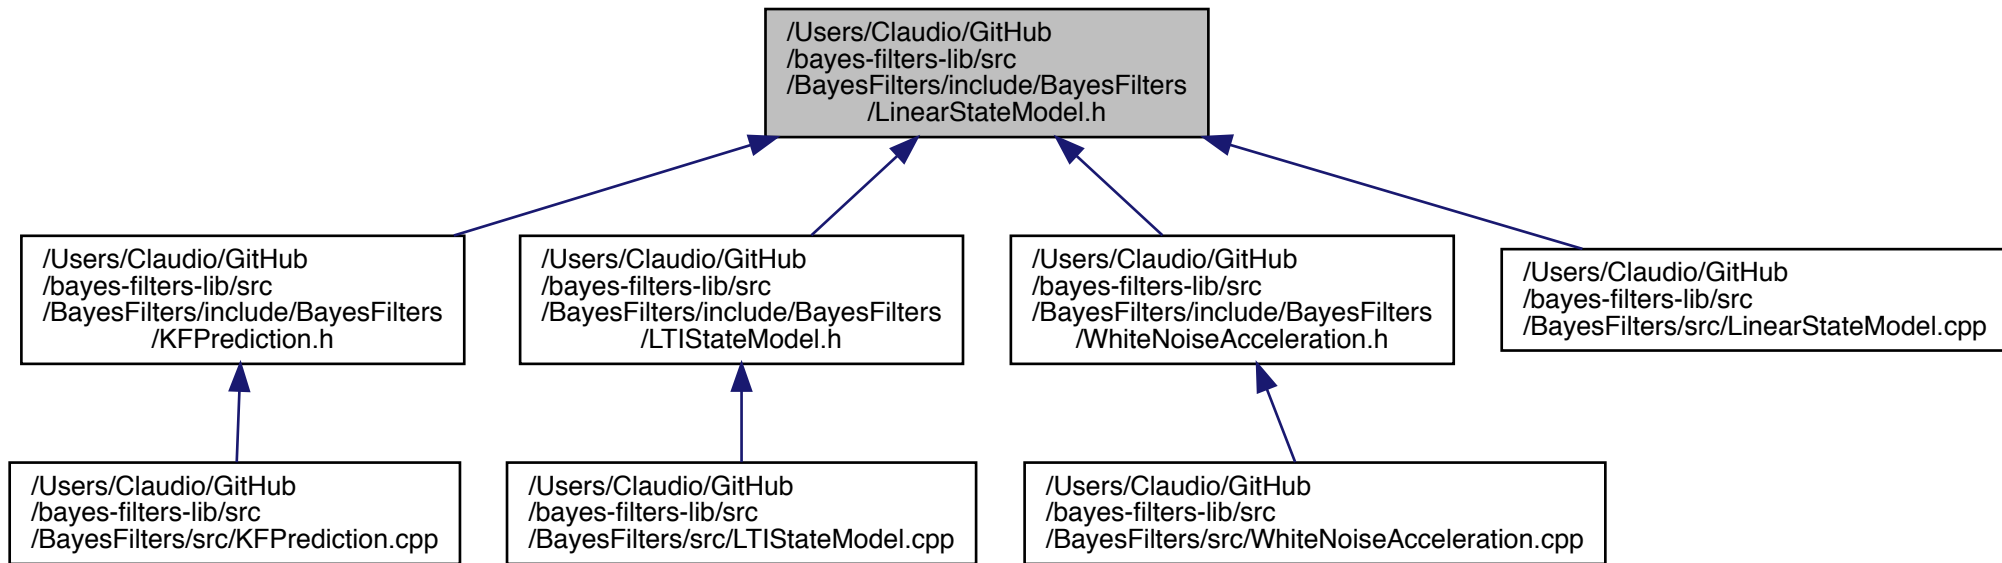 /Users/Claudio/GitHub
/bayes-filters-lib/src
/BayesFilters/include/BayesFilters
/LinearStateModel.h
/Users/Claudio/GitHub
/bayes-filters-lib/src
/BayesFilters/include/BayesFilters
/KFPrediction.h
/Users/Claudio/GitHub
/bayes-filters-lib/src
/BayesFilters/include/BayesFilters
/LTIStateModel.h
/Users/Claudio/GitHub
/bayes-filters-lib/src
/BayesFilters/include/BayesFilters
/WhiteNoiseAcceleration.h
/Users/Claudio/GitHub
/bayes-filters-lib/src
/BayesFilters/src/LinearStateModel.cpp
/Users/Claudio/GitHub
/bayes-filters-lib/src
/BayesFilters/src/KFPrediction.cpp
/Users/Claudio/GitHub
/bayes-filters-lib/src
/BayesFilters/src/LTIStateModel.cpp
/Users/Claudio/GitHub
/bayes-filters-lib/src
/BayesFilters/src/WhiteNoiseAcceleration.cpp